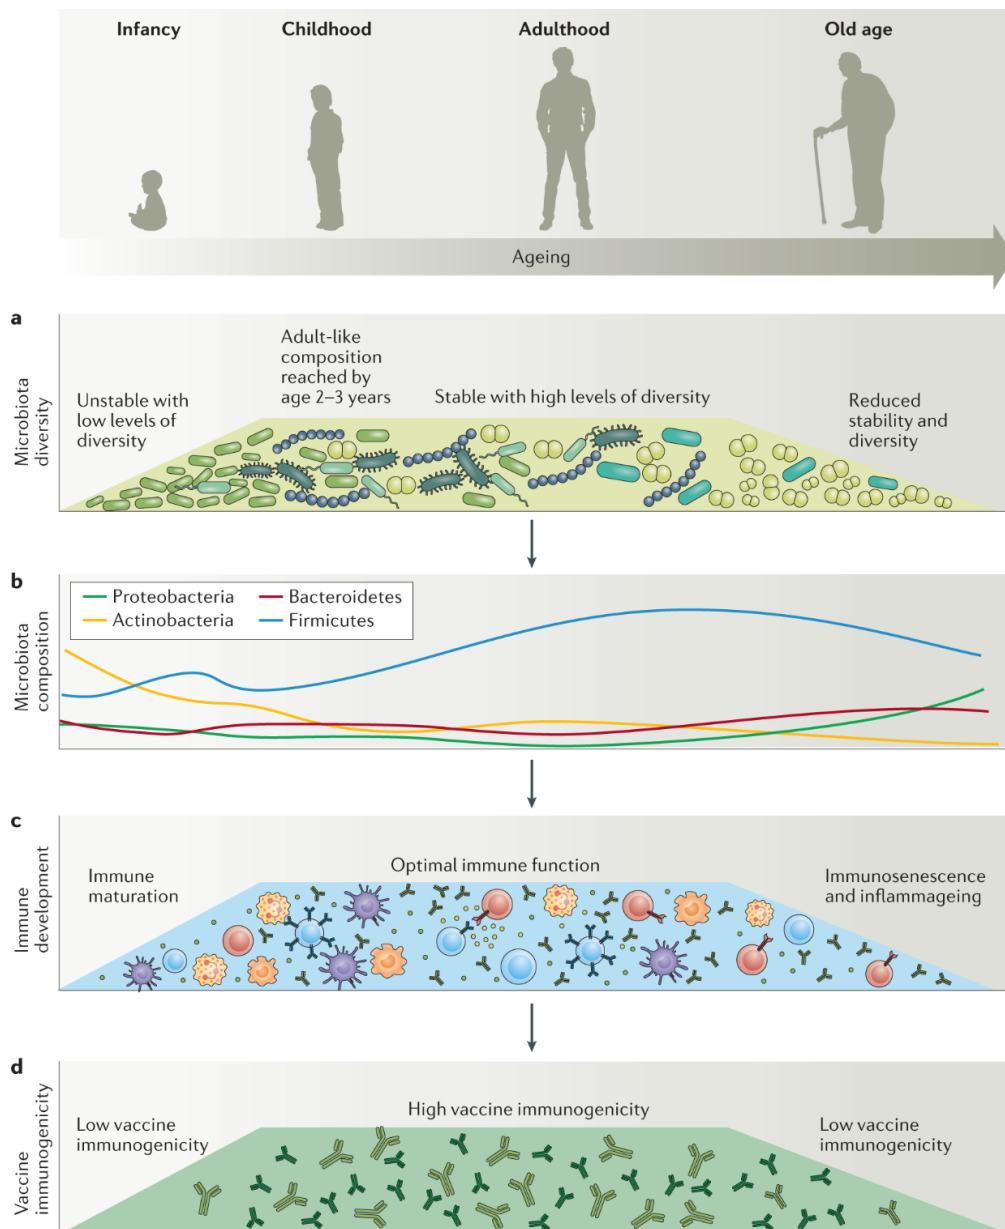 Infancy
Childhood
Adulthood
Old age
Ageing
a
Microbiota
diversity
Unstable with
low levels of
diversity
Adult-like
composition
reached by
age 2–3 years
Stable with high levels of diversity
Reduced
stability and
diversity
b
Microbiota
composition
Proteobacteria
Bacteroidetes
Actinobacteria
Firmicutes
c
Immune
development
Immune
maturation
Optimal immune function
Immunosenescence
and inflammageing
d
Vaccine
immunogenicity
Low vaccine
immunogenicity
High vaccine immunogenicity
Low vaccine
immunogenicity